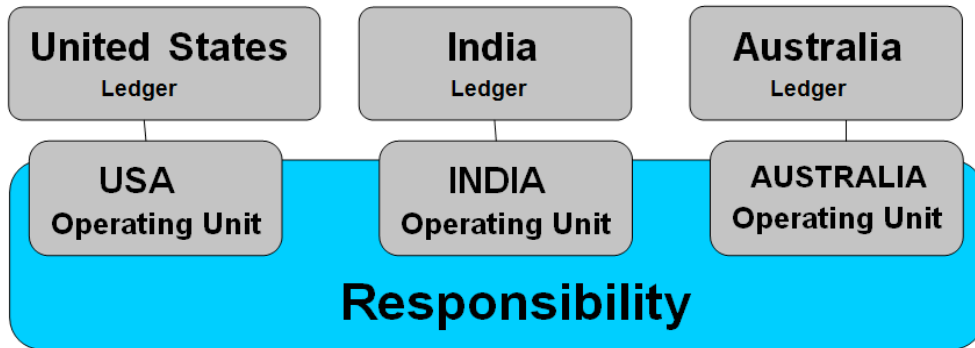 United States
Ledger
India
Ledger
Australia
Ledger
USA
Operating Unit
INDIA
Operating Unit
AUSTRALIA
Operating Unit
Responsibility